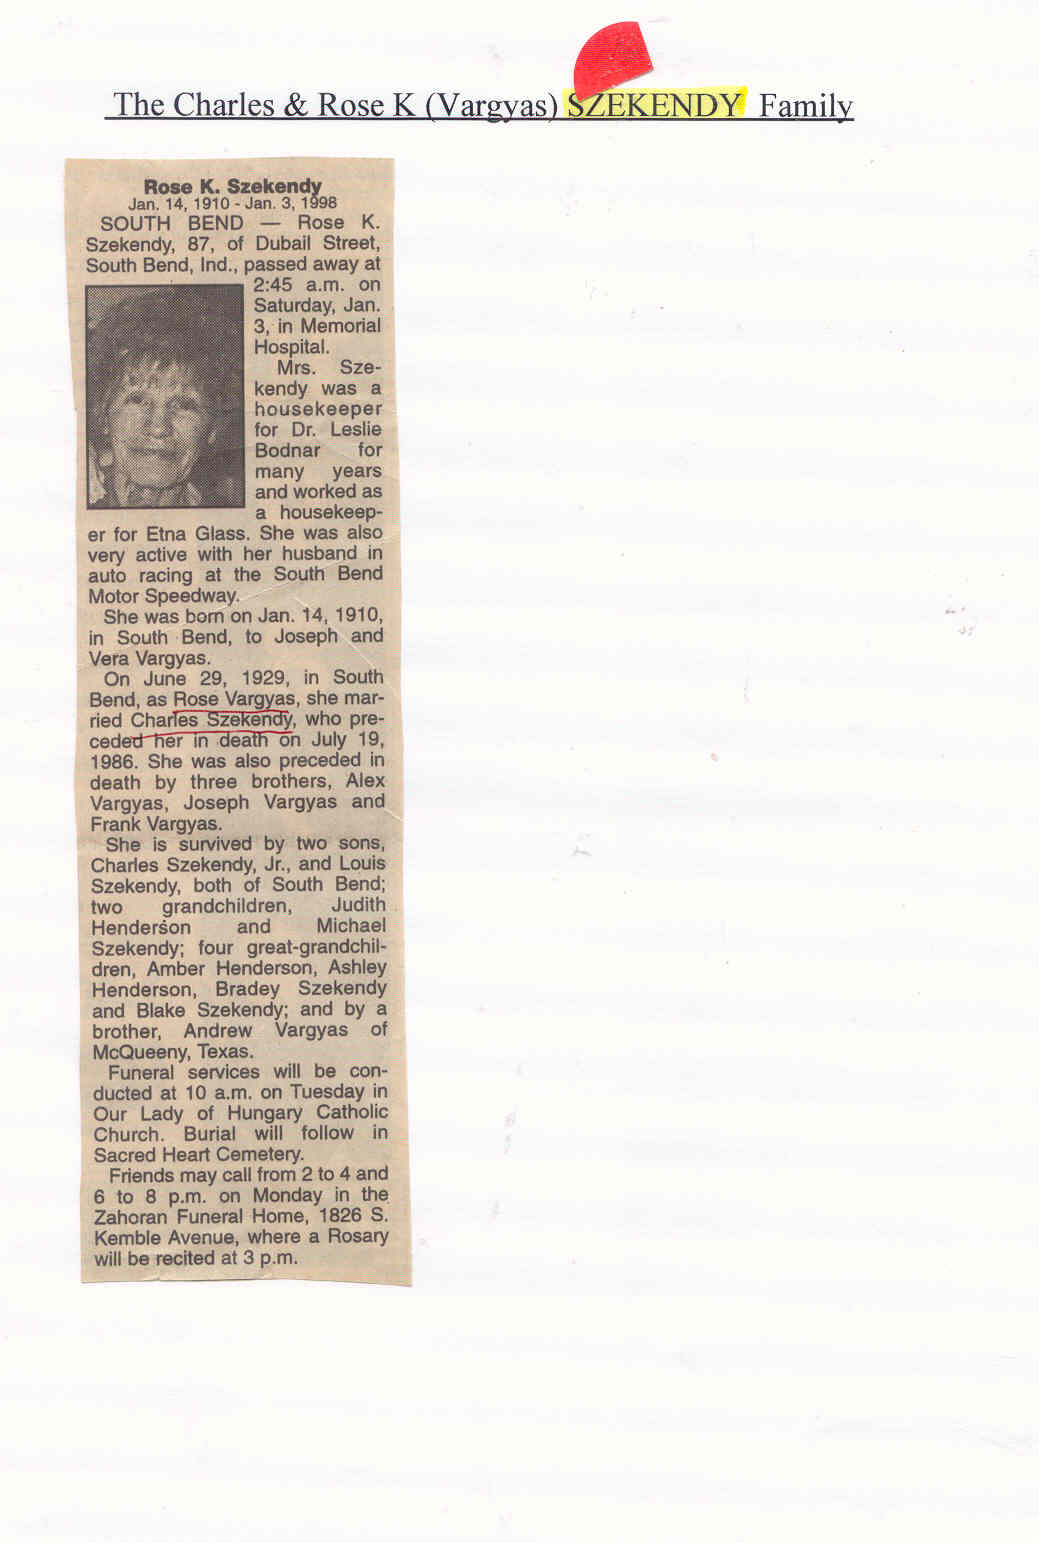 The Charles & Rose K (Vargyas) SZEKENDY Family
Rose K. Szekendy
Jan. 14, 1910 - Jan. 3, 1998
SOUTH BEND — Rose K.
Szekendy, 87, of Dubail Street,
South Bend, Ind., passed away at
2:45 a.m. on
Saturday, Jan.
3, in Memorial
Hospital.
Mrs. Sze-
kendy was a
housekeeper
for Dr. Leslie
Bodnar for
many years
and worked as
a housekeep-
er for Etna Glass. She was also
very active with her husband in
auto racing at the South Bend
Motor Speedway.
She was born on Jan. 14, 1910,
in South Bend, to Joseph and
Vera Vargyas.
On June 29, 1929, in South
Bend, as Rose Vargyas, she mar-
ried Charles Szekendy, who pre-
ceded her in death on July 19,
1986. She was also preceded in
death by three brothers, Alex
Vargyas, Joseph Vargyas and
Frank Vargyas.
She is survived by two sons,
Charles Szekendy, Jr., and Louis
Szekendy, both of South Bend;
two grandchildren, Judith
Henderson and Michael
Szekendy; four great-grandchil-
dren, Amber Henderson, Ashley
Henderson, Bradey Szekendy
and Blake Szekendy; and by a
brother, Andrew Vargyas of
McQueeny, Texas.
Funeral services will be con-
ducted at 10 a.m. on Tuesday in
Our Lady of Hungary Catholic
Church. Burial will follow in
Sacred Heart Cemetery.
Friends may call from 2 to 4 and
6 to 8 p.m. on Monday in the
Zahoran Funeral Home, 1826 S.
Kemble Avenue, where a Rosary
will be recited at 3 p.m.